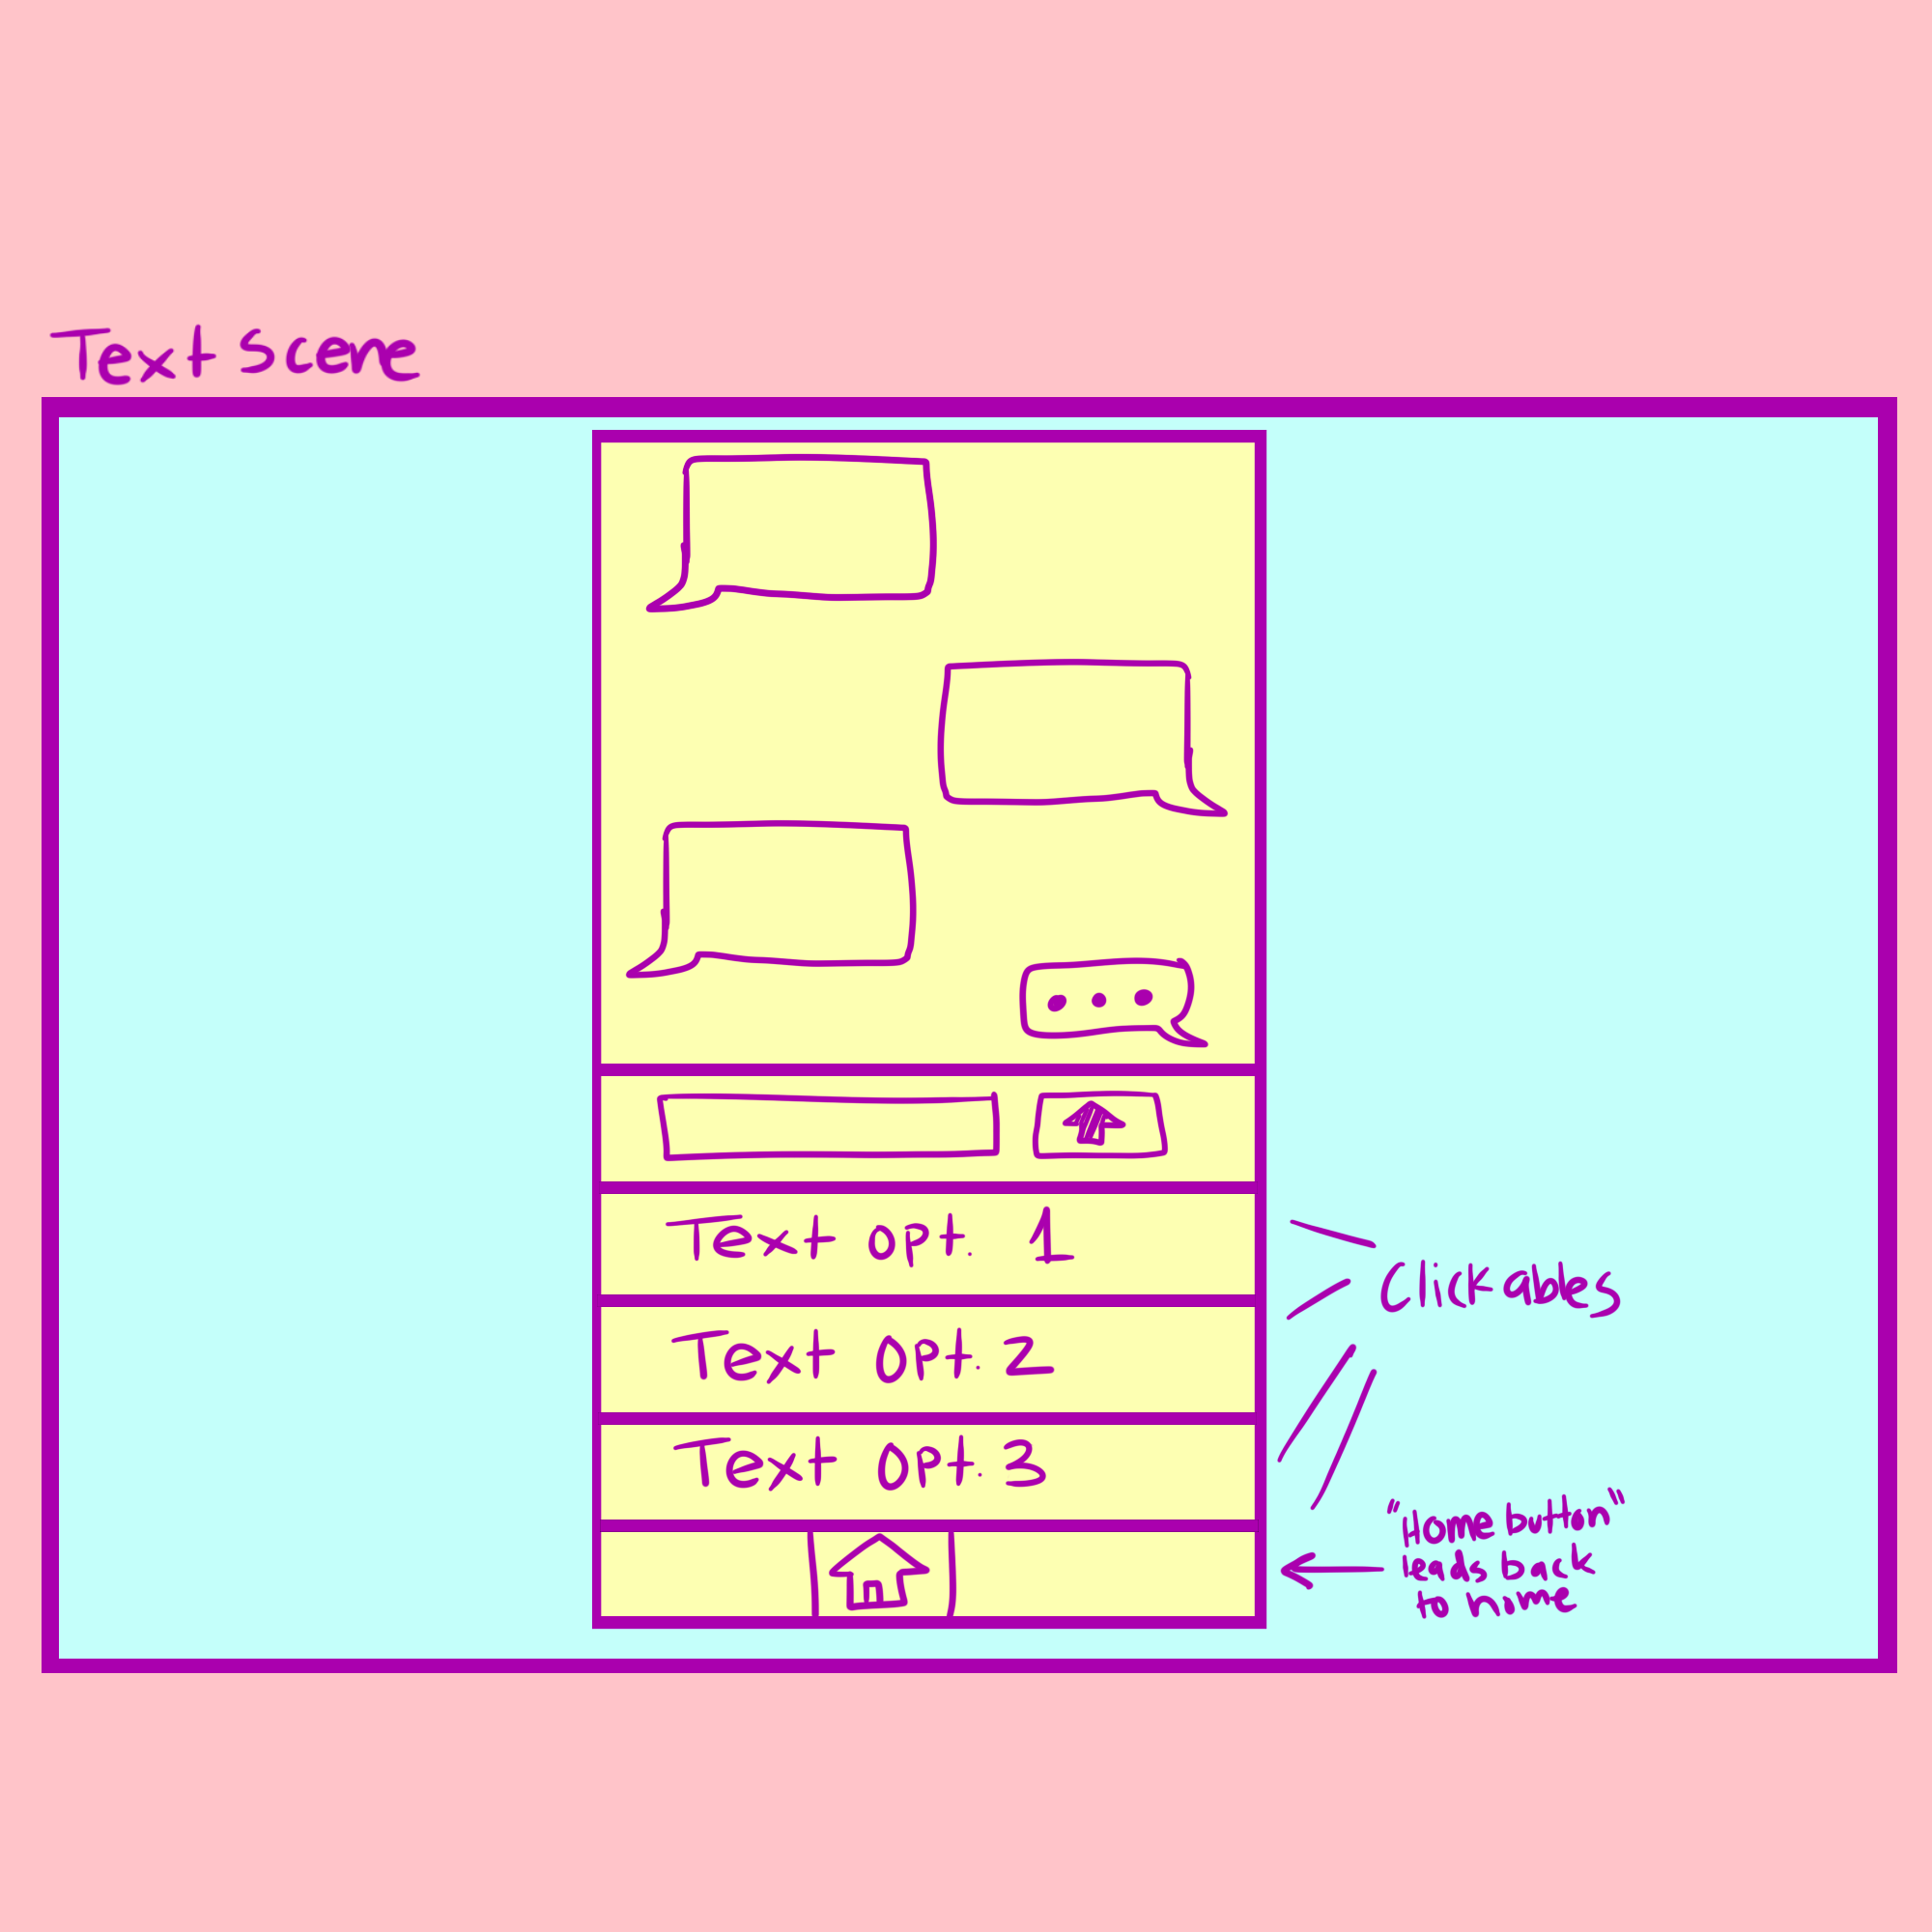 Text scene
Text opt. 1
Text opt. 2
Text opt. 3
Clickables
"Home button"
leads back
to home